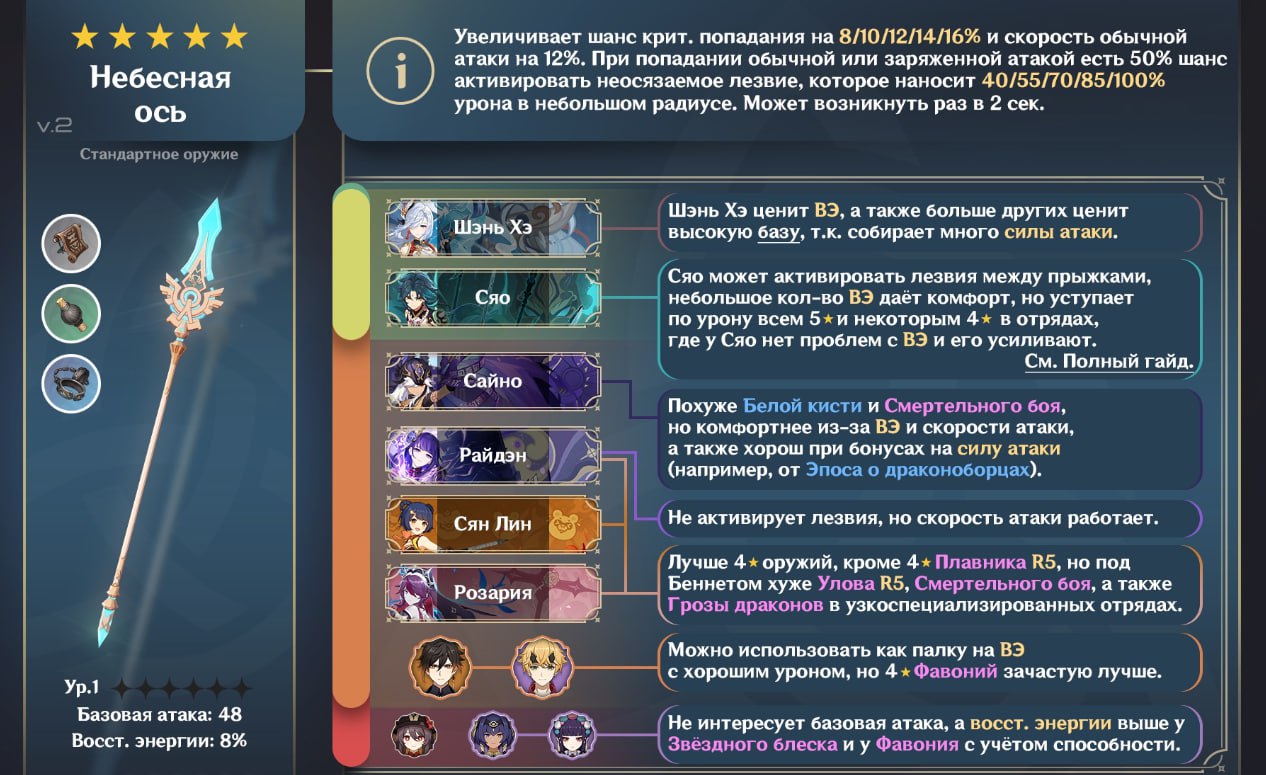 Небесная
ось
v.2
Стандартное оружие
Увеличивает шанс крит. попадания на 8/10/12/14/16% и скорость обычной
атаки на 12%. При попадании обычной или заряженной атакой есть 50% шанс
активировать неосязаемое лезвие, которое наносит 40/55/70/85/100%
урона в небольшом радиусе. Может возникнуть раз в 2 сек.
Шэнь Хэ
Шэнь Хэ ценит ВЭ, а также больше других ценит
высокую базу, т.к. собирает много силы атаки.
Сяо
Сяо может активировать лезвия между прыжками,
небольшое кол-во ВЭ даёт комфорт, но уступает
по урону всем 5★и некоторым 4★ в отрядах,
где у Сяо нет проблем с ВЭ и его усиливают.
См. Полный гайд.
Сайно
Похуже Белой кисти и Смертельного боя,
но комфортнее из-за ВЭ и скорости атаки,
а также хорош при бонусах на силу атаки
(например, от Эпоса о драконоборцах).
Райдэн
Не активирует лезвия, но скорость атаки работает.
Сян Лин
Розария
Лучше 4★оружий, кроме 4★Плавника R5, но под
Беннетом хуже Улова R5, Смертельного боя, а также
Грозы драконов в узкоспециализированных отрядах.
Можно использовать как палку на ВЭ
с хорошим уроном, но 4★Фавоний зачастую лучше.
Не интересует базовая атака, а восст. энергии выше у
Звёздного блеска и у Фавония с учётом способности.
Ур.1
Базовая атака: 48
Восст. энергии: 8%